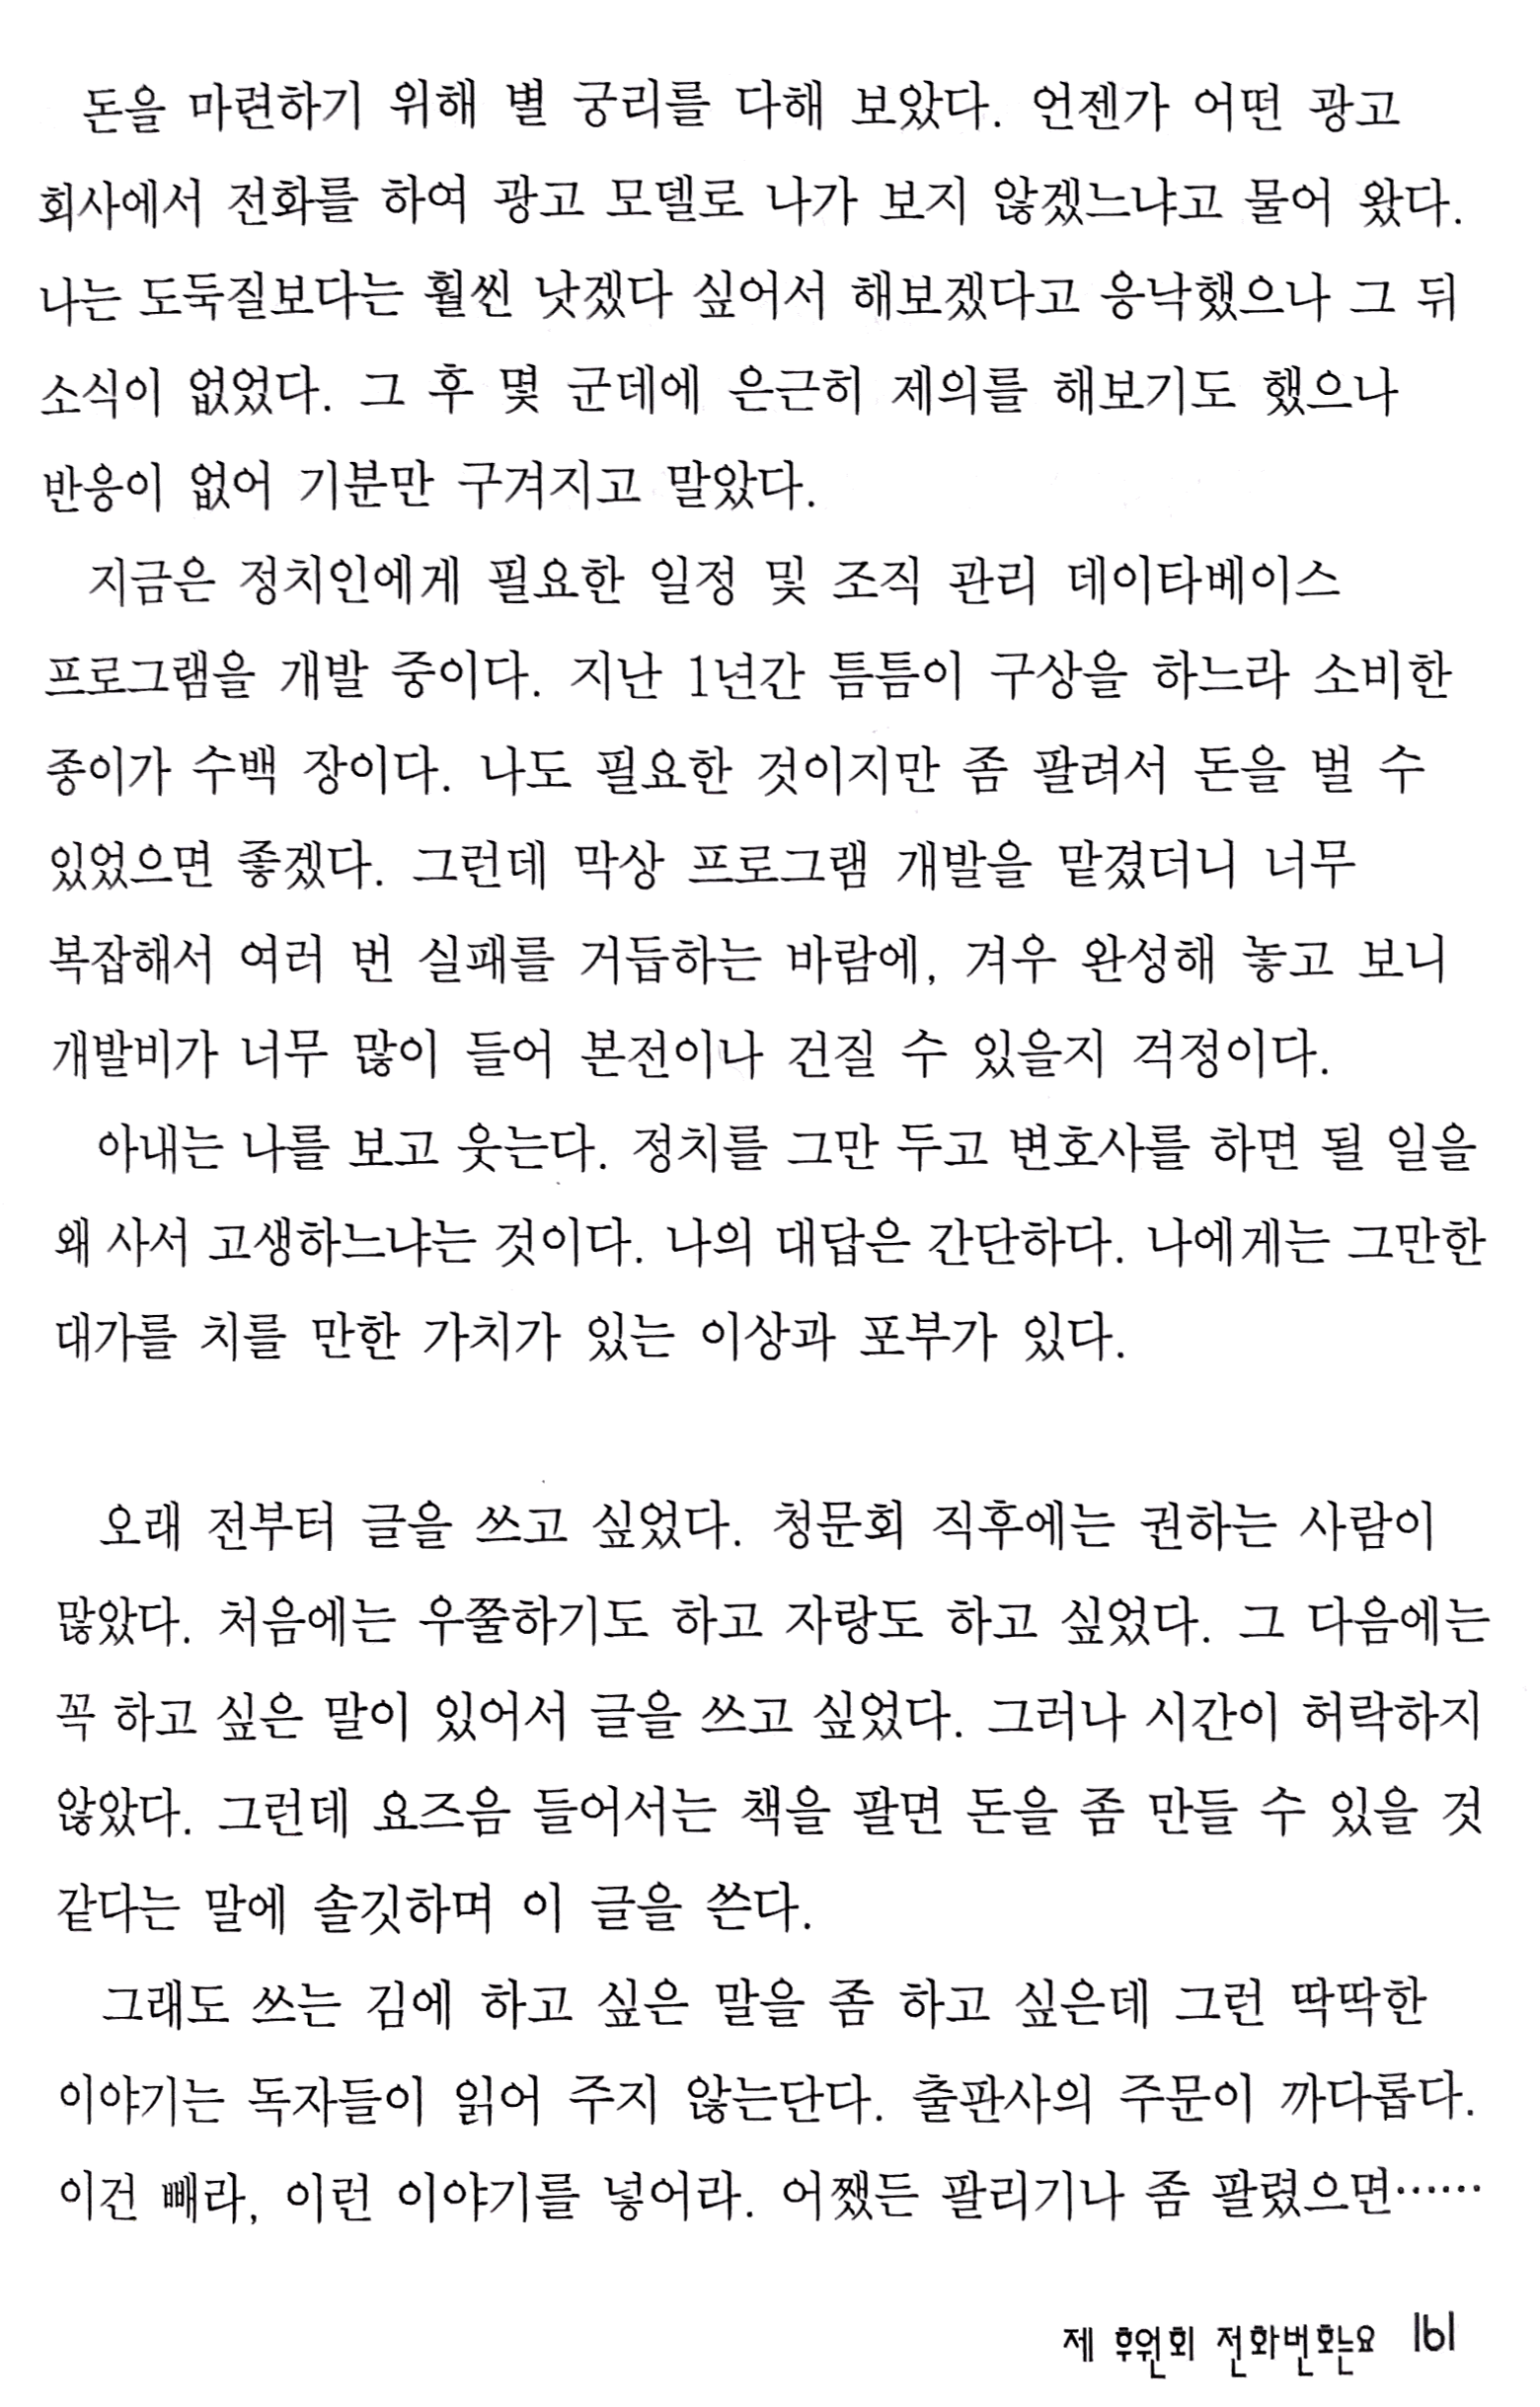 돈을 마련하기 위해 별 궁리를 다해 보았다. 언젠가 어떤 광고
회사에서 전화를 하여 광고 모델로 나가 보지 않겠느냐고 물어 왔다.
나는 도둑질보다는 훨씬 낫겠다 싶어서 해보겠다고 응낙했으나 그 뒤
소식이 없었다. 그 후 몇 군데에 은근히 제의를 해보기도 했으나
반응이 없어 기분만 구겨지고 말았다.
지금은 정치인에게 필요한 일정 및 조직 관리 데이타베이스
프로그램을 개발 중이다. 지난 1년간 틈틈이 구상을 하느라 소비한
종이가 수백 장이다. 나도 필요한 것이지만 좀 팔려서 돈을 벌 수
있었으면 좋겠다. 그런데 막상 프로그램 개발을 맡겼더니 너무
복잡해서 여러 번 실패를 거듭하는 바람에, 겨우 완성해 놓고 보니
개발비가 너무 많이 들어 본전이나 건질 수 있을지 걱정이다.
아내는 나를 보고 웃는다. 정치를 그만 두고 변호사를 하면 될 일을
왜 사서 고생하느냐는 것이다. 나의 대답은 간단하다. 나에게는 그만한
대가를 치를 만한 가치가 있는 이상과 포부가 있다.
오래 전부터 글을 쓰고 싶었다. 청문회 직후에는 권하는 사람이
많았다. 처음에는 우쭐하기도 하고 자랑도 하고 싶었다. 그 다음에는
꼭 하고 싶은 말이 있어서 글을 쓰고 싶었다. 그러나 시간이 허락하지
않았다. 그런데 요즈음 들어서는 책을 팔면 돈을 좀 만들 수 있을 것
같다는 말에 솔깃하며 이 글을 쓴다.
그래도 쓰는 김에 하고 싶은 말을 좀 하고 싶은데 그런 딱딱한
이야기는 독자들이 읽어 주지 않는단다. 출판사의 주문이 까다롭다.
이건 빼라, 이런 이야기를 넣어라. 어쨌든 팔리기나 좀 팔렸으면……
제 후원회 전화번호는요 161